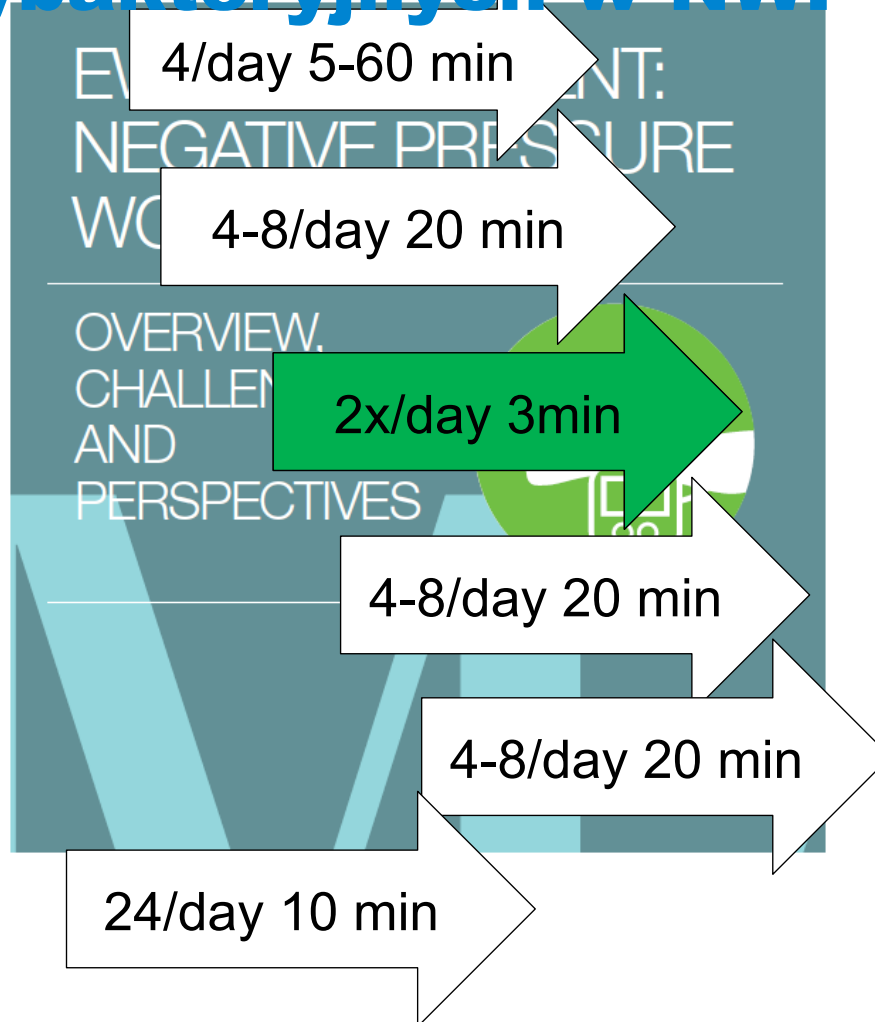 4/day 5-60 min
NEGATIVE PRESSURE
4-8/day 20 min
OVERVIEW,
2x/day 3min
AND
PERSPECTIVES
4-8/day 20 min
4-8/day 20 min
24/day 10 min